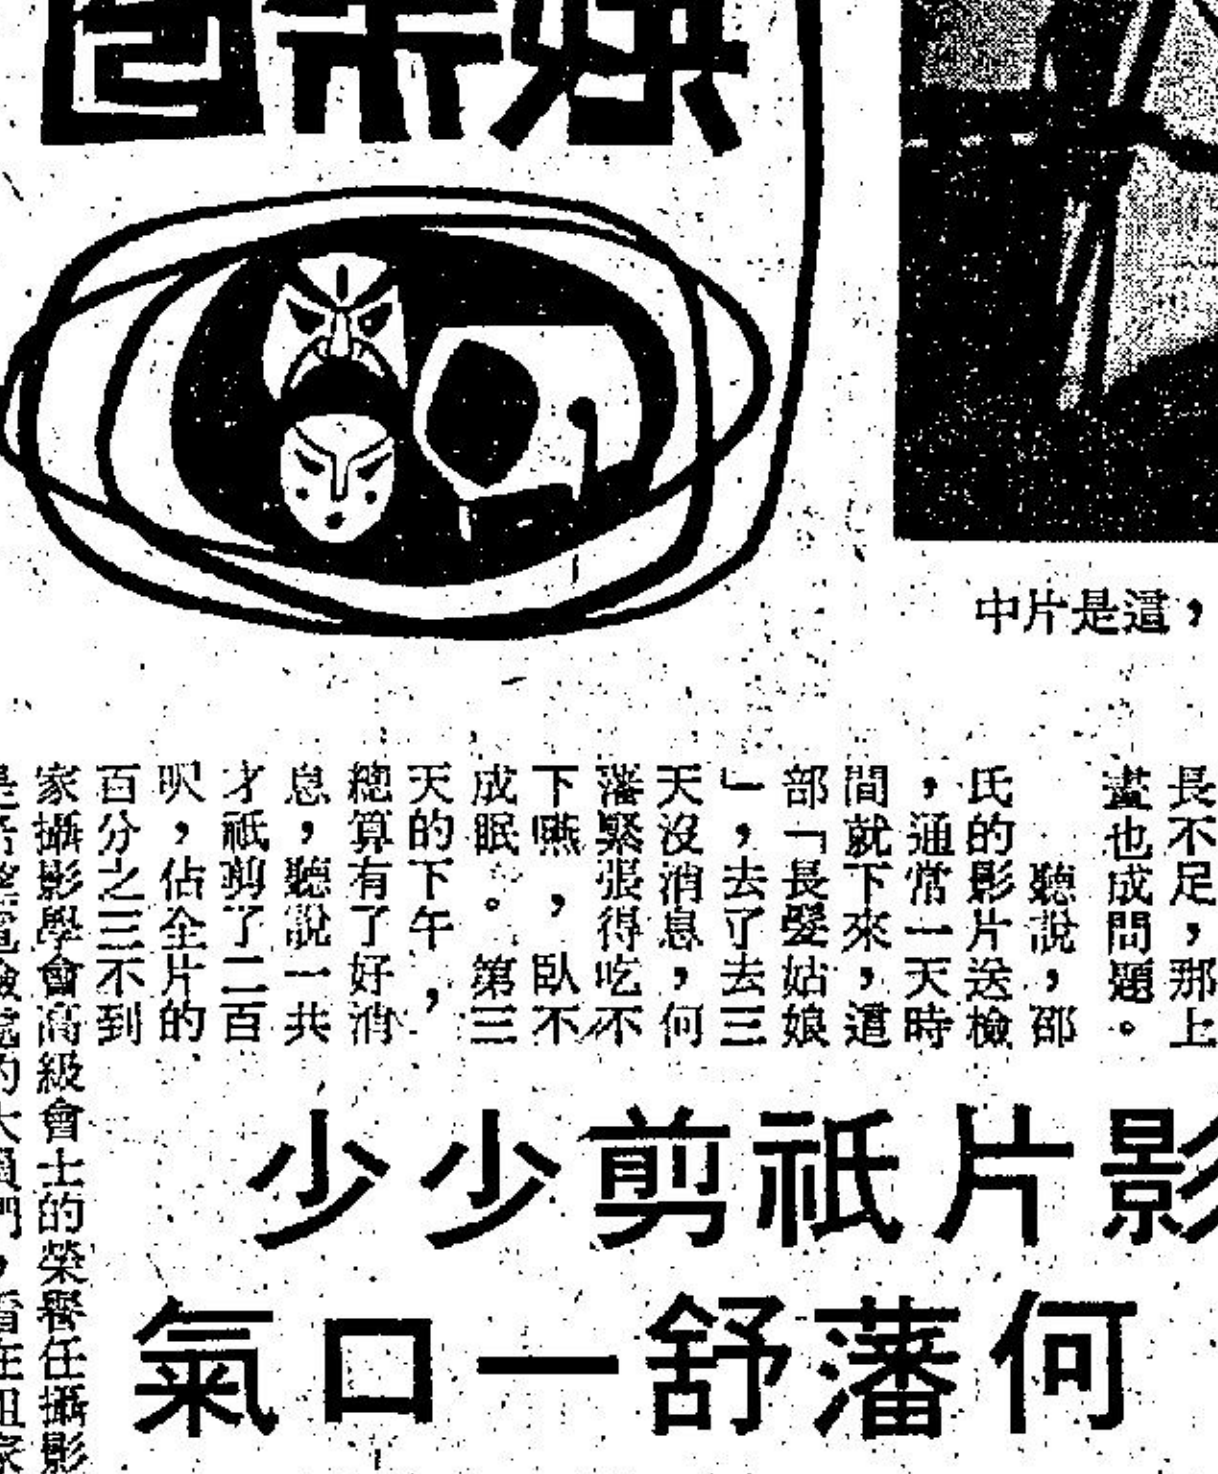 ，這是片中
長不足，那上
畫也成問題。
聽說，邵
氏的影片送檢
，通常一天時
間就下來，這
部「長髮姑娘
」，去了去三
天沒消息，何
藩緊張得吃不
下嚥，臥不
成眠。第三
天的下午，
總算有了好消
息，聽說一共
才祇剪了二百
呎，佔全片的
百分之三不到
家攝影學會高級會士的榮譽任攝影
影片祇剪少少
何藩舒一口氣